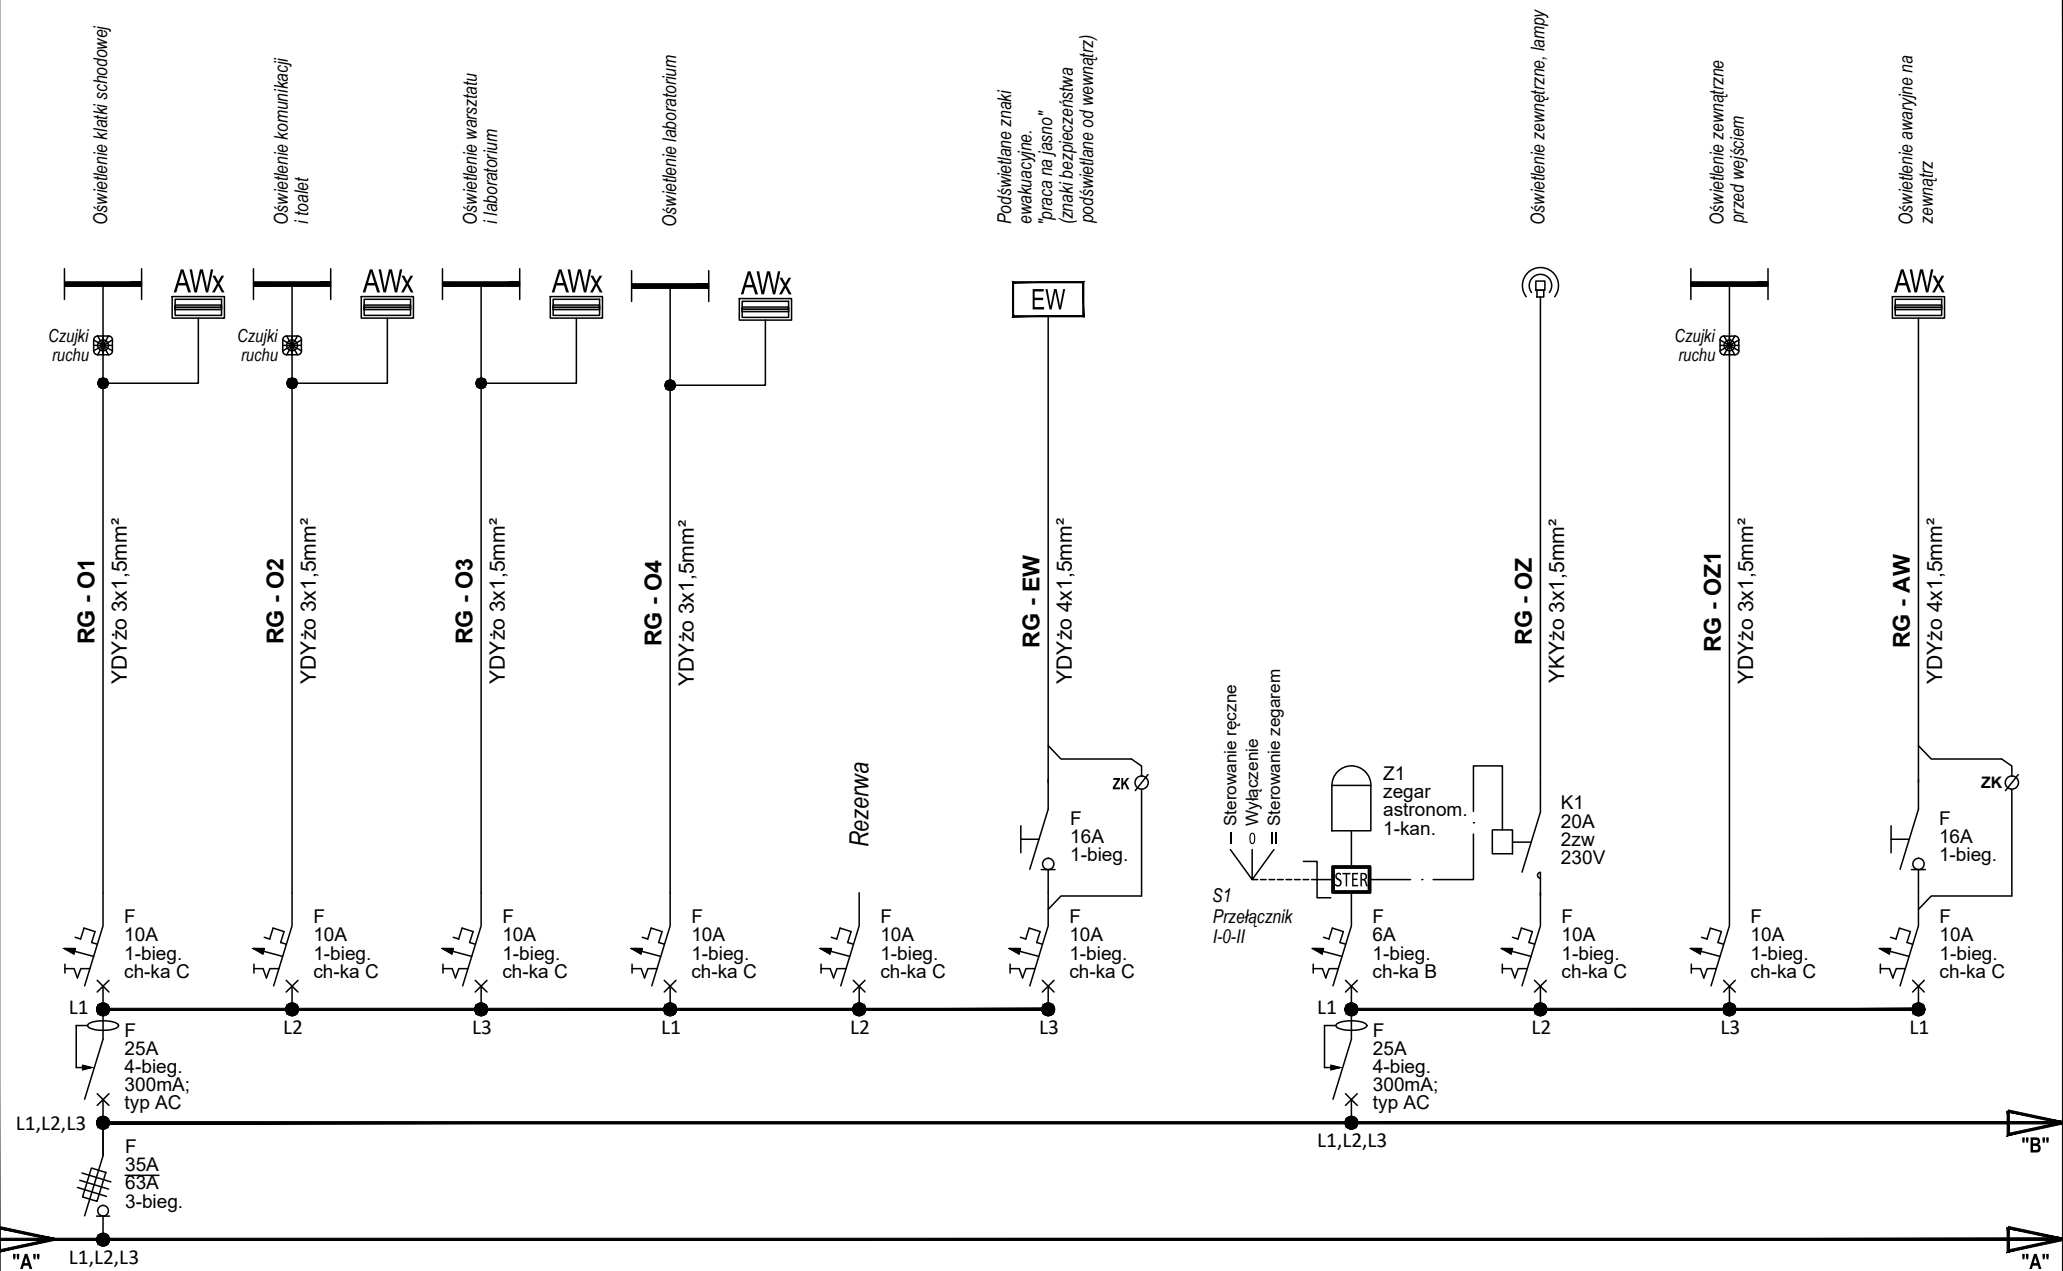 Oświetlenie klatki schodowej
Oświetlenie komunikacji
i toalet
Oświetlenie warsztatu
i laboratorium
Oświetlenie laboratorium
Podświetlane znaki
ewakuacyjne.
"praca na jasno"
(znaki bezpieczeństwa
podświetlane od wewnątrz)
Oświetlenie zewnętrzne, lampy
Oświetlenie zewnątrzne
przed wejściem
Oświetlenie awaryjne na
zewnątrz
AWx
AWx
AWx
AWx
EW
AWx
Czujki
ruchu
Czujki
ruchu
Czujki
ruchu
RG - O1
YDYżo 3x1,5mm²
RG - O2
YDYżo 3x1,5mm²
RG - O3
YDYżo 3x1,5mm²
RG - O4
YDYżo 3x1,5mm²
RG - EW
YDYżo 4x1,5mm²
RG - OZ
YKYżo 3x1,5mm²
RG - OZ1
YDYżo 3x1,5mm²
RG - AW
YDYżo 4x1,5mm²
Rezerwa
ZK
F
16A
1-bieg.
I Sterowanie ręczne
0 Wyłączenie
II Sterowanie zegarem
Z1
zegar
astronom.
1-kan.
STER
S1
Przełącznik
I-0-II
K1
20A
2zw
230V
ZK
F
16A
1-bieg.
F
10A
1-bieg.
ch-ka C
F
10A
1-bieg.
ch-ka C
F
10A
1-bieg.
ch-ka C
F
10A
1-bieg.
ch-ka C
F
10A
1-bieg.
ch-ka C
F
10A
1-bieg.
ch-ka C
F
6A
1-bieg.
ch-ka B
F
10A
1-bieg.
ch-ka C
F
10A
1-bieg.
ch-ka C
F
10A
1-bieg.
ch-ka C
L1
L2
L3
L1
L2
L3
L1
L2
L3
L1
F
25A
4-bieg.
300mA;
typ AC
F
25A
4-bieg.
300mA;
typ AC
L1,L2,L3
L1,L2,L3
"B"
F
35A
63A
3-bieg.
"A"
L1,L2,L3
"A"